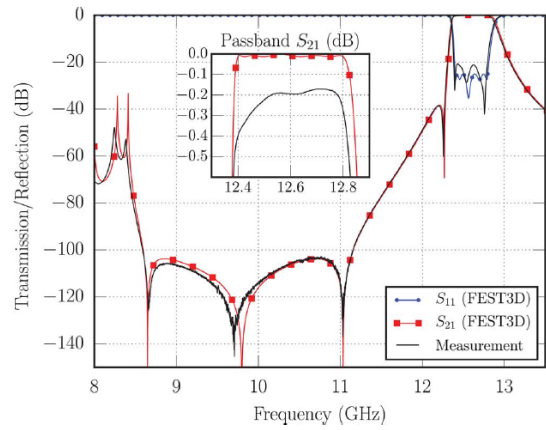 Passband S21 (dB)
0.0
−0.1
−0.2
−0.3
−0.4
−0.5
12.4 12.6 12.8
0
−20
−40
−60
−80
−100
−120
−140
Transmission/Reflection (dB)
S11 (FEST3D)
S21 (FEST3D)
Measurement
8 9 10 11 12 13
Frequency (GHz)